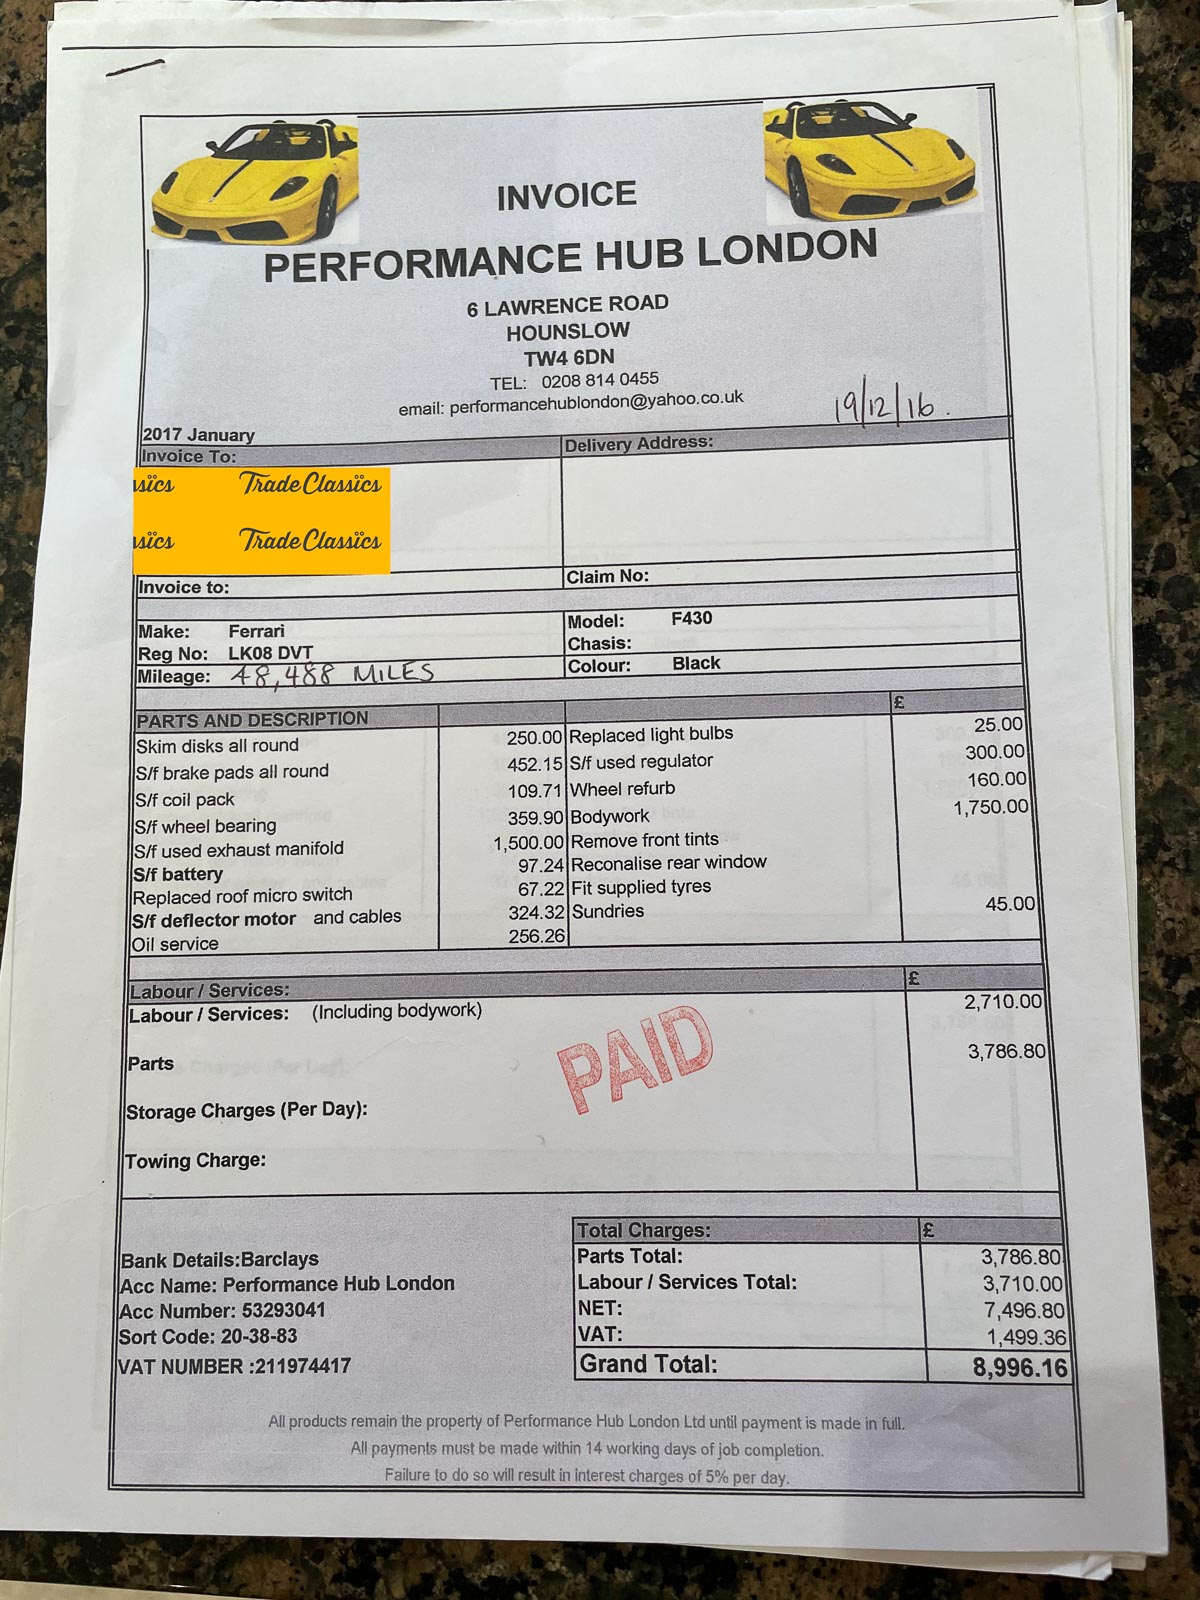 INVOICE
PERFORMANCE HUB LONDON
6 LAWRENCE ROAD
HOUNSLOW
TW4 6DN
TEL: 0208 814 0455
email: performancehublondon@yahoo.co.uk
19/12/16.
2017 January
Invoice To:
Delivery Address:
ssïcs Trade Classïcs
assïcs Trade Classïcs
Invoice to:
Claim No:
Make: Ferrari
Model: F430
Reg No: LK08 DVT
Chasis:
Mileage: 48,488 MILES
Colour: Black
PARTS AND DESCRIPTION £
Skim disks all round 250.00 Replaced light bulbs 25.00
S/f brake pads all round 452.15 S/f used regulator 300.00
S/f coil pack 109.71 Wheel refurb 160.00
S/f wheel bearing 359.90 Bodywork 1,750.00
S/f used exhaust manifold 1,500.00 Remove front tints
S/f battery 97.24 Reconalise rear window
Replaced roof micro switch 67.22 Fit supplied tyres
S/f deflector motor and cables 324.32 Sundries 45.00
Oil service 256.26
Labour / Services: £
Labour / Services: (Including bodywork) 2,710.00
Parts 3,786.80
PAID
Storage Charges (Per Day):
Towing Charge:
Total Charges: £
Parts Total: 3,786.80
Labour / Services Total: 3,710.00
NET: 7,496.80
VAT: 1,499.36
Grand Total: 8,996.16
Bank Details:Barclays
Acc Name: Performance Hub London
Acc Number: 53293041
Sort Code: 20-38-83
VAT NUMBER :211974417
All products remain the property of Performance Hub London Ltd until payment is made in full.
All payments must be made within 14 working days of job completion.
Failure to do so will result in interest charges of 5% per day.